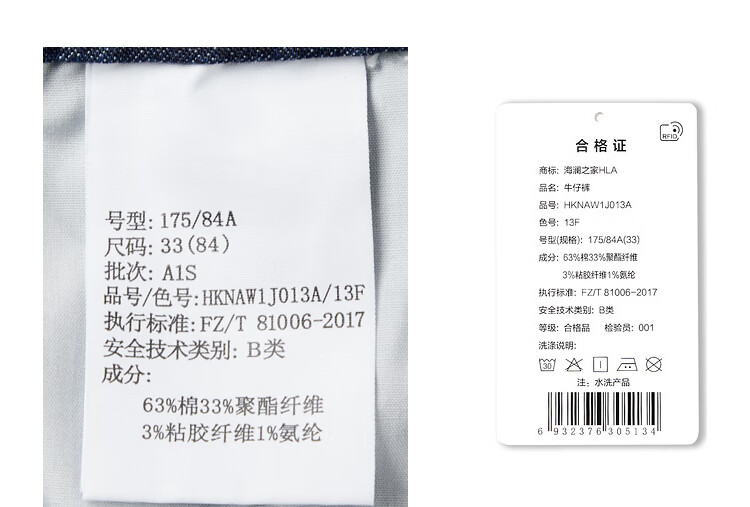 号型: 175/84A
尺码: 33(84)
批次: A1S
品号/色号: HKNAW1J013A/13F
执行标准: FZ/T 81006-2017
安全技术类别: B类
成分:
63%棉33%聚酯纤维
3%粘胶纤维1%氨纶
RFID
合格证
商标: 海澜之家HLA
品名: 牛仔裤
品号: HKNAW1J013A
色号: 13F
号型(规格): 175/84A(33)
成分: 63%棉33%聚酯纤维
3%粘胶纤维1%氨纶
执行标准: FZ/T 81006-2017
安全技术类别: B类
等级: 合格品 检验员: 001
洗涤说明:
30
注: 水洗产品
6 932376 305134